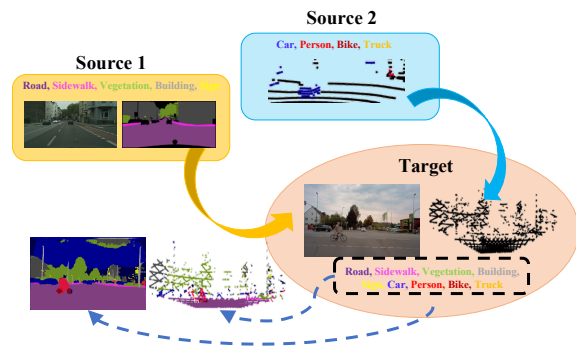 Source 2
Car, Person, Bike, Truck
Source 1
Road, Sidewalk, Vegetation, Building, Sign
Target
Road, Sidewalk, Vegetation, Building,
Sign, Car, Person, Bike, Truck